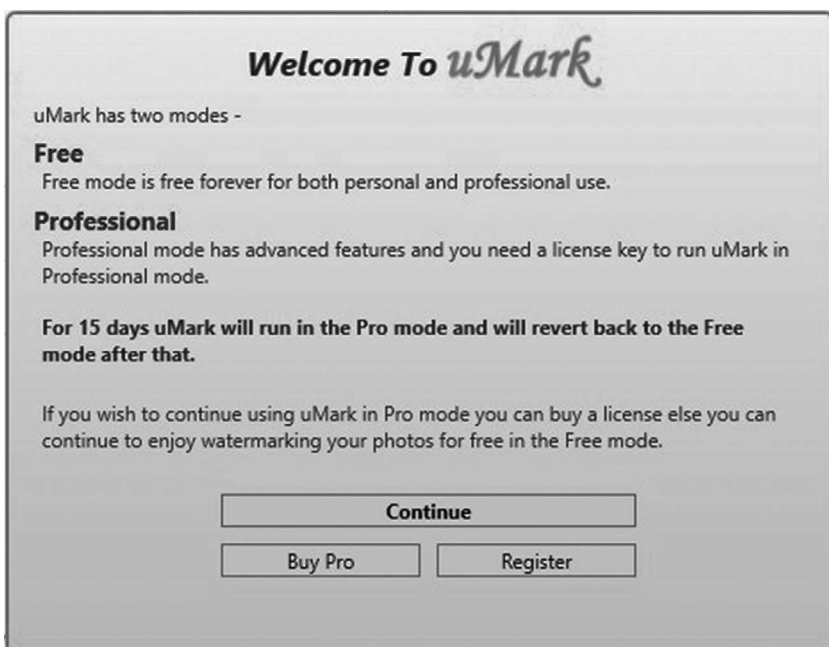 Welcome To uMark
uMark has two modes -
Free
Free mode is free forever for both personal and professional use.
Professional
Professional mode has advanced features and you need a license key to run uMark in
Professional mode.
For 15 days uMark will run in the Pro mode and will revert back to the Free
mode after that.
If you wish to continue using uMark in Pro mode you can buy a license else you can
continue to enjoy watermarking your photos for free in the Free mode.
Continue
Buy Pro
Register